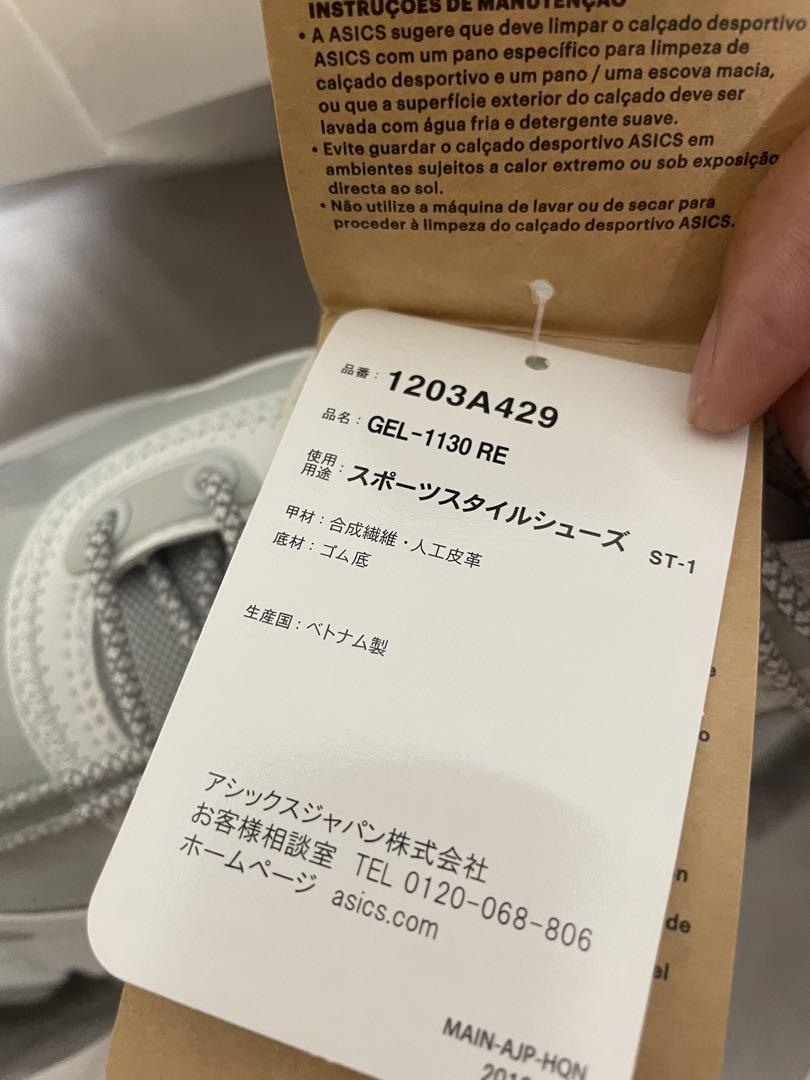 INSTRUÇÕES DE MANUTENÇÃO
• A ASICS sugere que deve limpar o calçado desportivo
ASICS com um pano específico para limpeza de
calçado desportivo e um pano / uma escova macia,
ou que a superfície exterior do calçado deve ser
lavada com água fria e detergente suave.
• Evite guardar o calçado desportivo ASICS em
ambientes sujeitos a calor extremo ou sob exposição
directa ao sol.
• Não utilize a máquina de lavar ou de secar para
proceder à limpeza do calçado desportivo ASICS.
品番: 1203A429
品名: GEL-1130 RE
使用用途: スポーツスタイルシューズ ST-1
甲材: 合成繊維・人工皮革
底材: ゴム底
生産国: ベトナム製
アシックスジャパン株式会社
お客様相談室 TEL 0120-068-806
ホームページ asics.com
MAIN-AJP-HQN